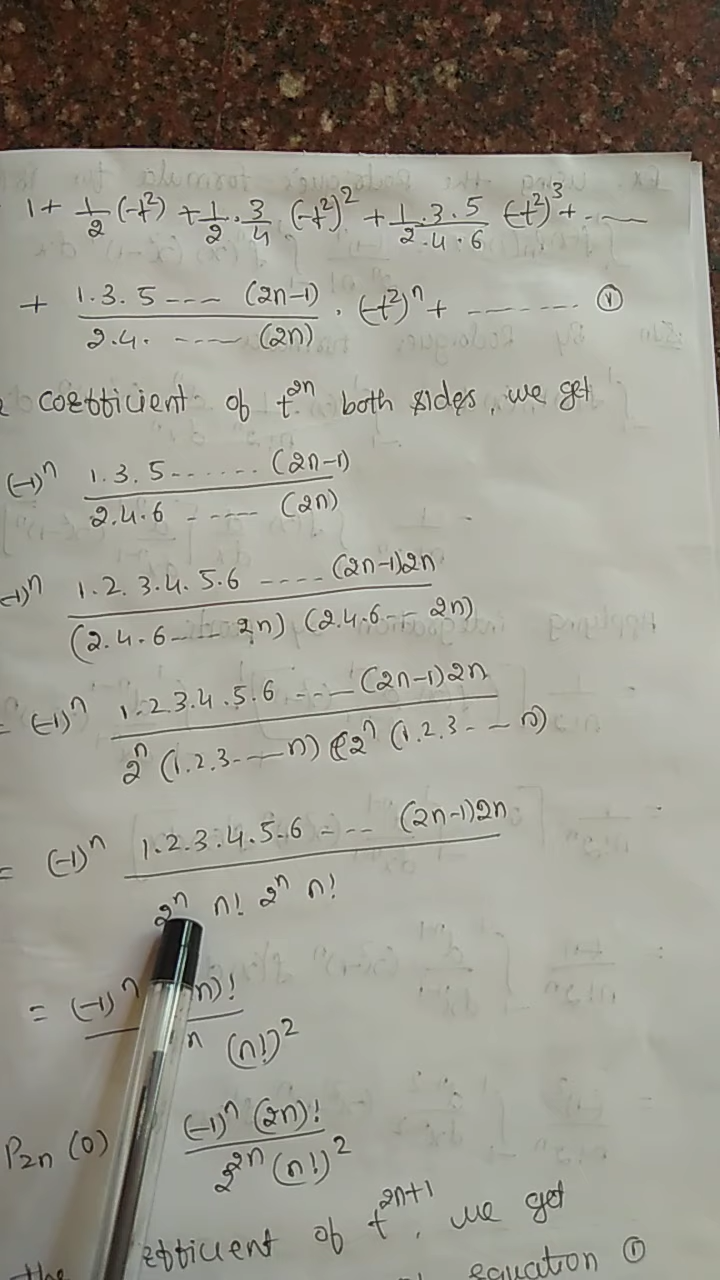 1 + 1/2 (-t²) + 1/2 · 3/4 (-t²)² + 1·3·5/2·4·6 (-t²)³ + ----
+ 1·3·5 ---- (2n-1)/2·4· ---- (2n) · (-t²)ⁿ + ------- ①
coefficient of t²ⁿ both sides, we get
(-1)ⁿ 1·3·5 ...... (2n-1)/2·4·6 ----- (2n)
(-1)ⁿ 1·2·3·4·5·6 ---- (2n-1)2n/(2·4·6 ---- 2n) (2·4·6 --- 2n)
= (-1)ⁿ 1·2·3·4·5·6 ---- (2n-1)2n/2ⁿ (1·2·3 ---- n) 2ⁿ (1·2·3 -- n)
= (-1)ⁿ 1·2·3·4·5·6 ---- (2n-1)2n/2ⁿ n! 2ⁿ n!
= (-1)ⁿ n)!/n (n!)²
P₂ₙ (0) (-1)ⁿ (2n)!/2²ⁿ (n!)²
the efficient of t²ⁿ⁺¹, we get
equation ①